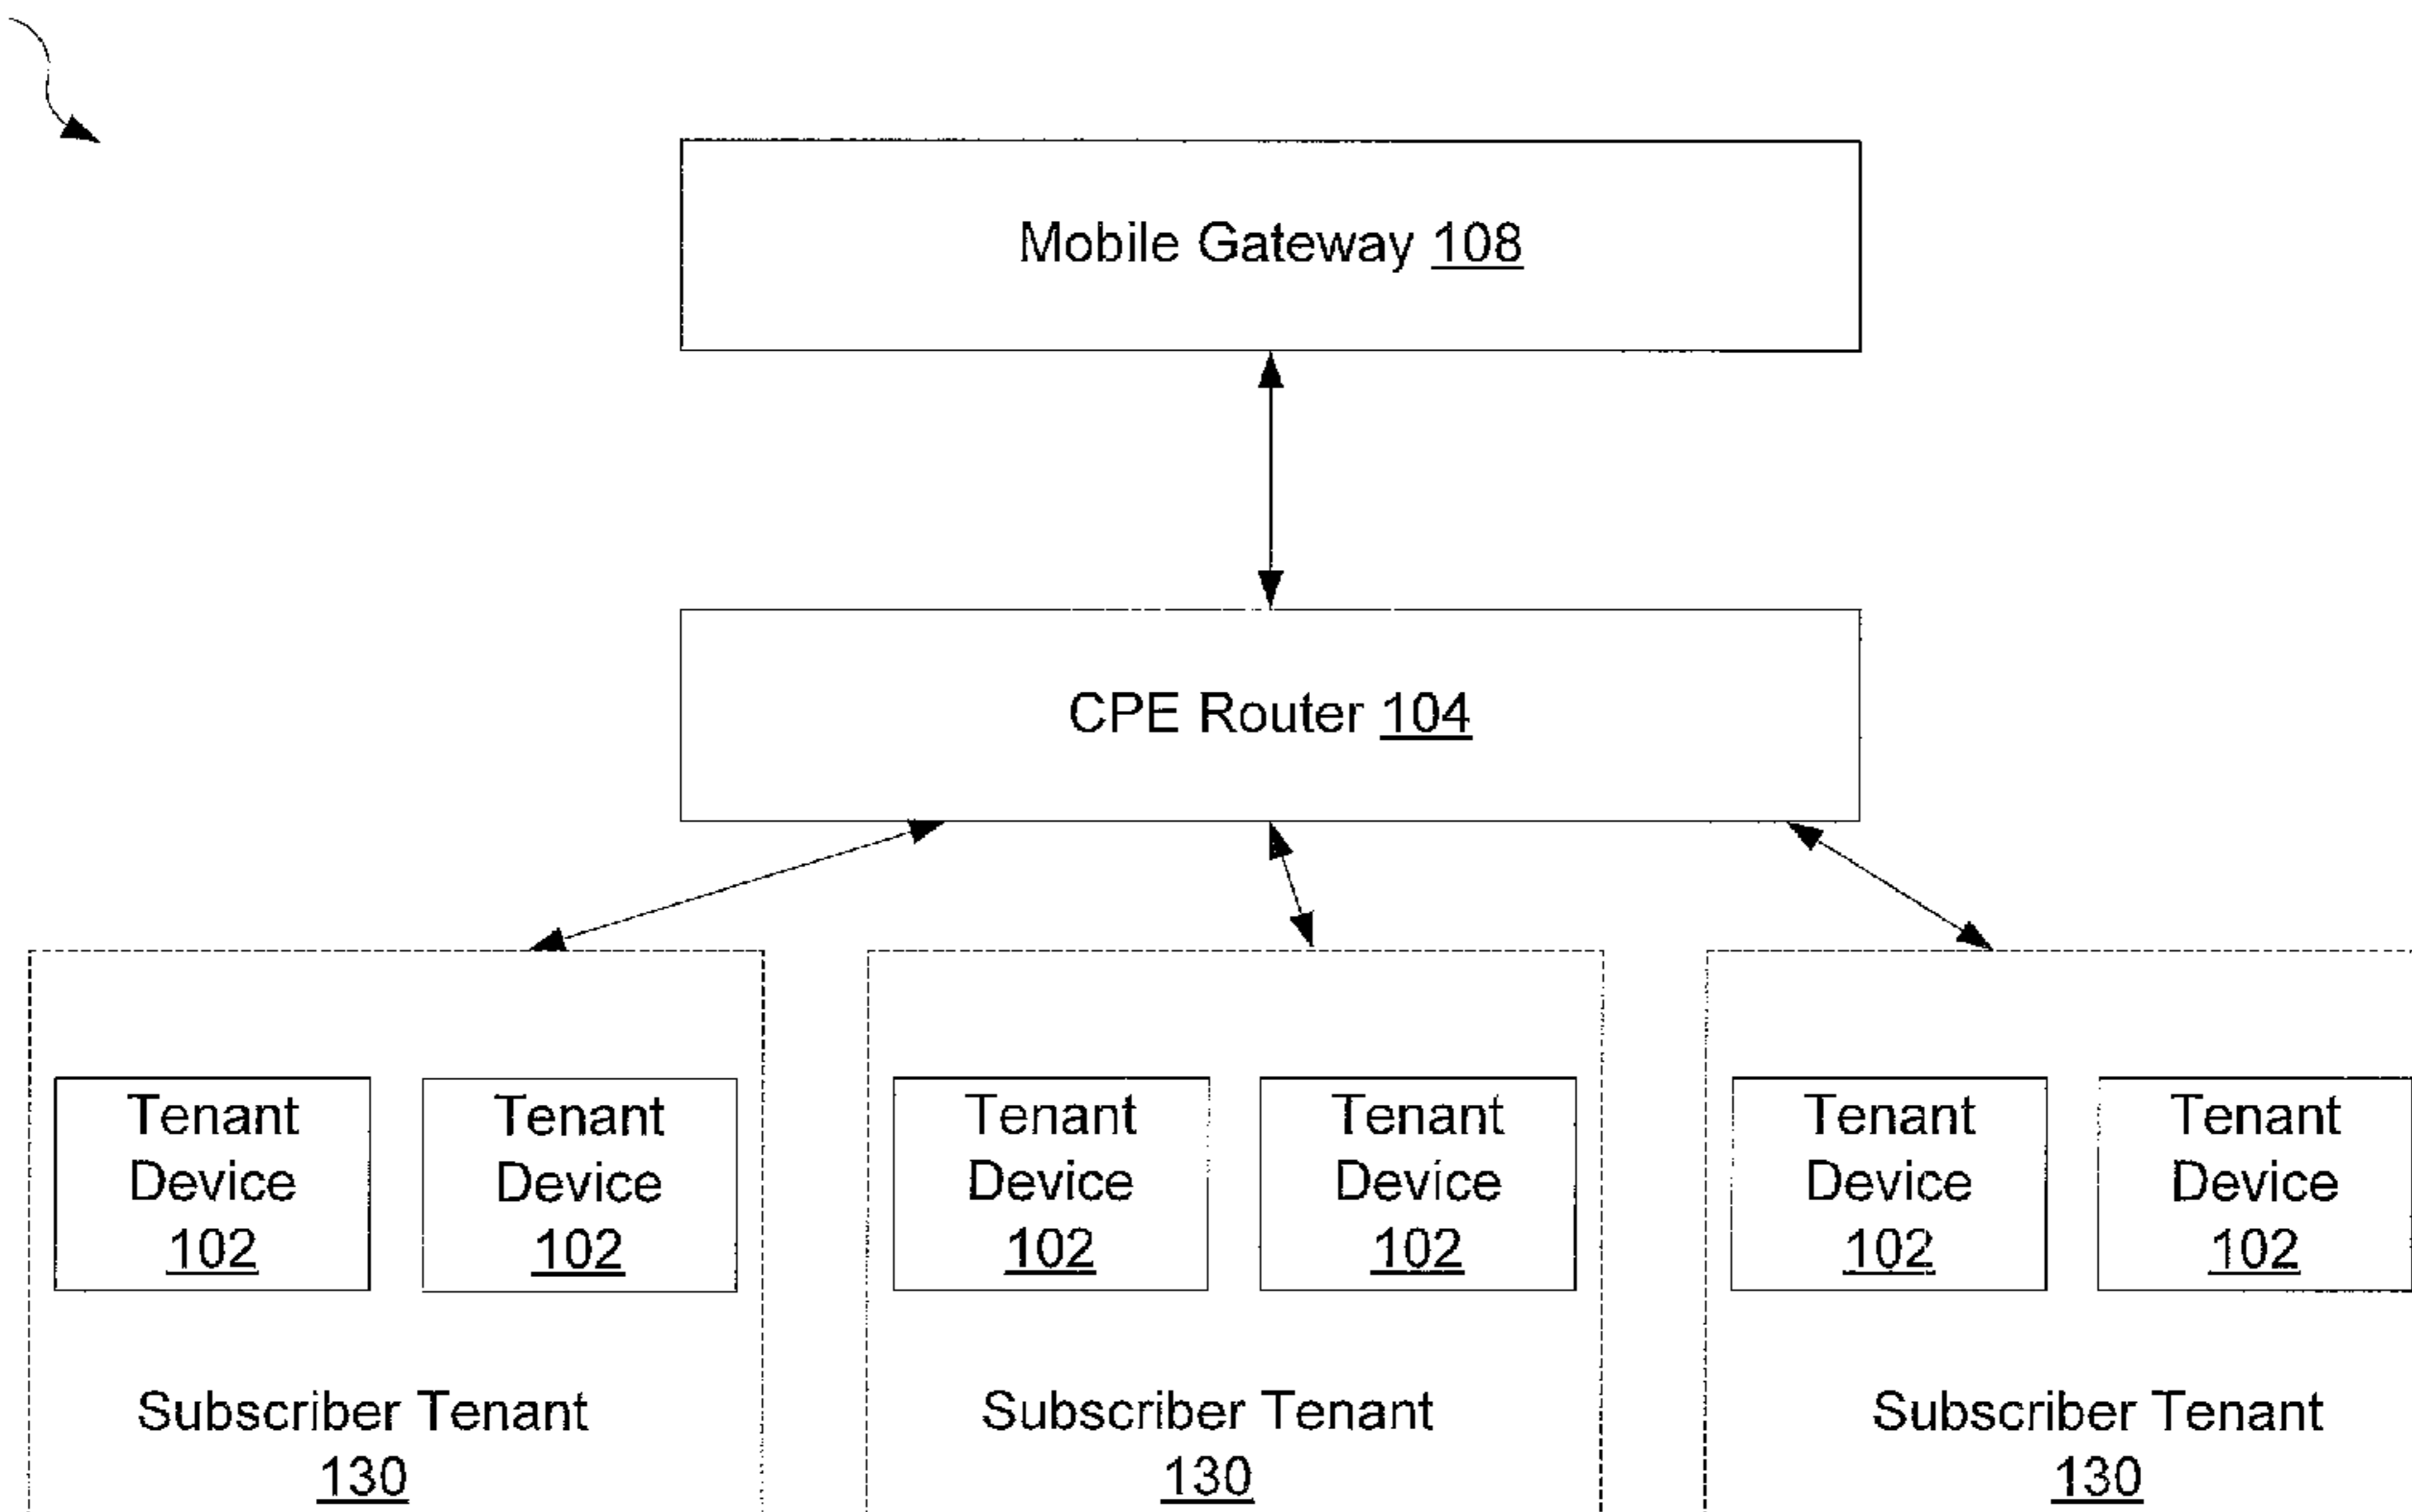 Mobile Gateway 108
CPE Router 104
Tenant
Device
102
Tenant
Device
102
Tenant
Device
102
Tenant
Device
102
Tenant
Device
102
Tenant
Device
102
Subscriber Tenant
130
Subscriber Tenant
130
Subscriber Tenant
130